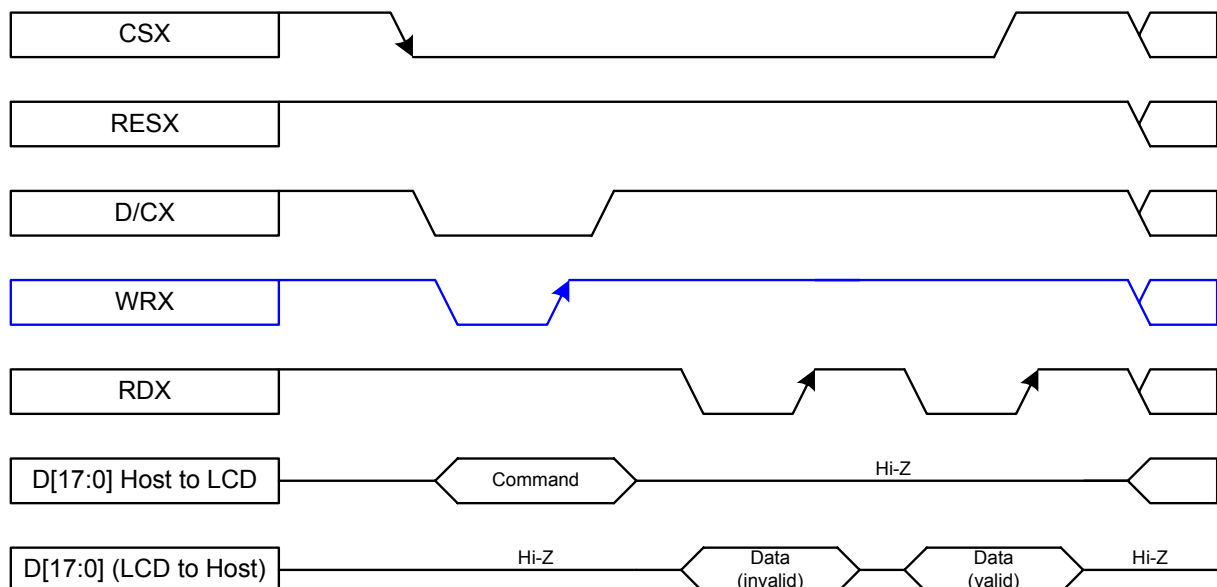 CSX
RESX
D/CX
WRX
RDX
D[17:0] Host to LCD
Command
Hi-Z
D[17:0] (LCD to Host)
Hi-Z
Data
(invalid)
Data
(valid)
Hi-Z